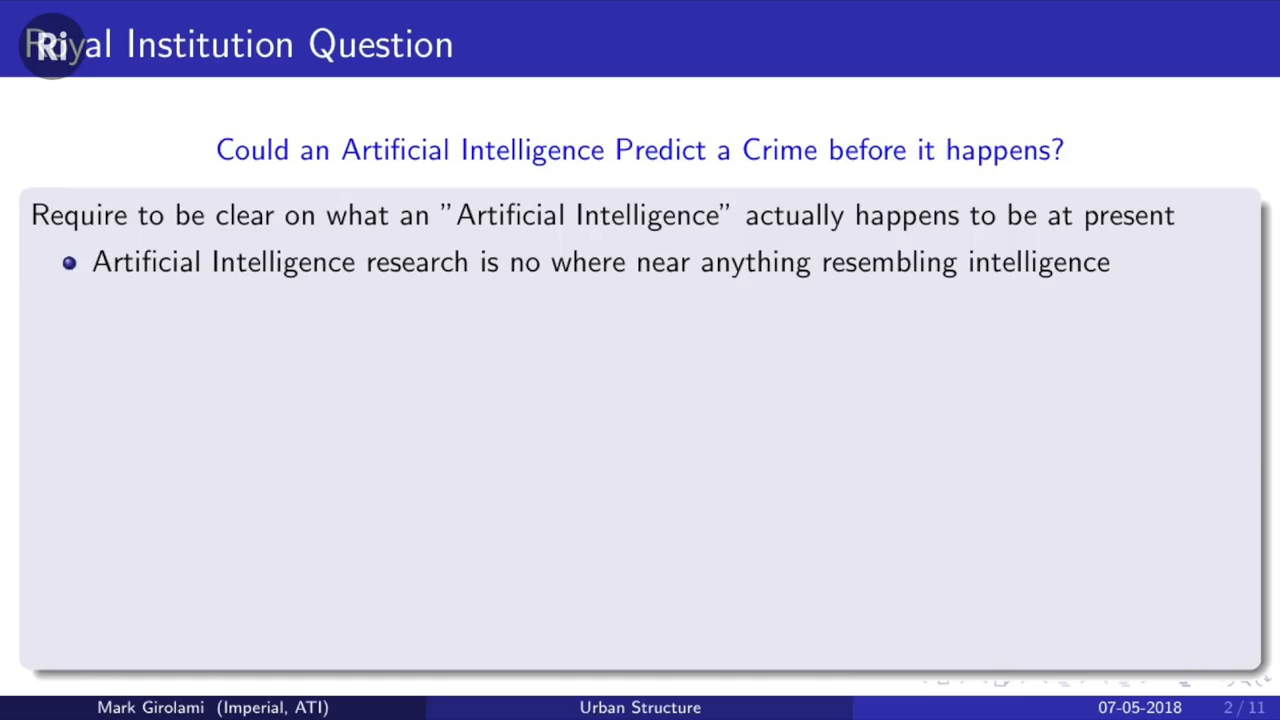 Royal Institution Question
Ri
Could an Artificial Intelligence Predict a Crime before it happens?
Require to be clear on what an ”Artificial Intelligence” actually happens to be at present
Artificial Intelligence research is no where near anything resembling intelligence
Mark Girolami (Imperial, ATI)
Urban Structure
07-05-2018
2 / 11